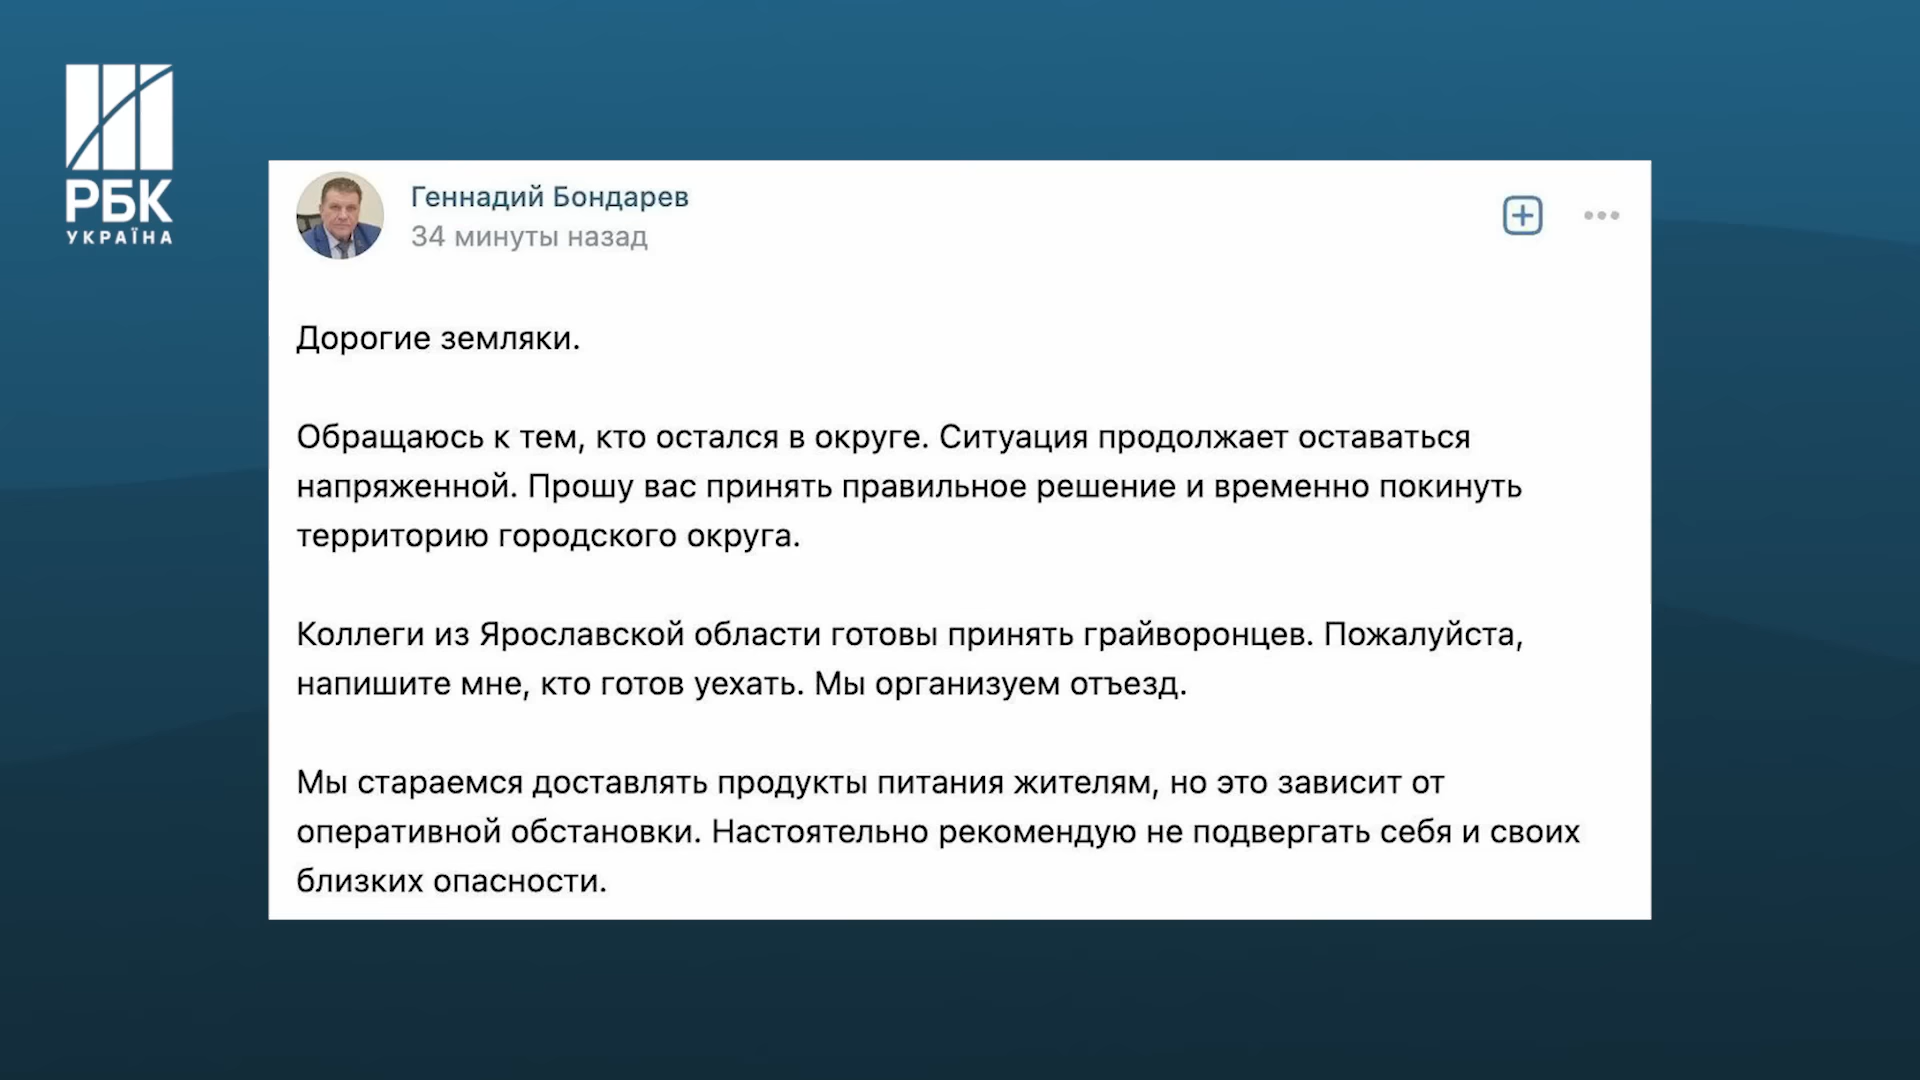 РБК
УКРАЇНА
Геннадий Бондарев
34 минуты назад
Дорогие земляки.
Обращаюсь к тем, кто остался в округе. Ситуация продолжает оставаться
напряженной. Прошу вас принять правильное решение и временно покинуть
территорию городского округа.
Коллеги из Ярославской области готовы принять грайворонцев. Пожалуйста,
напишите мне, кто готов уехать. Мы организуем отъезд.
Мы стараемся доставлять продукты питания жителям, но это зависит от
оперативной обстановки. Настоятельно рекомендую не подвергать себя и своих
близких опасности.